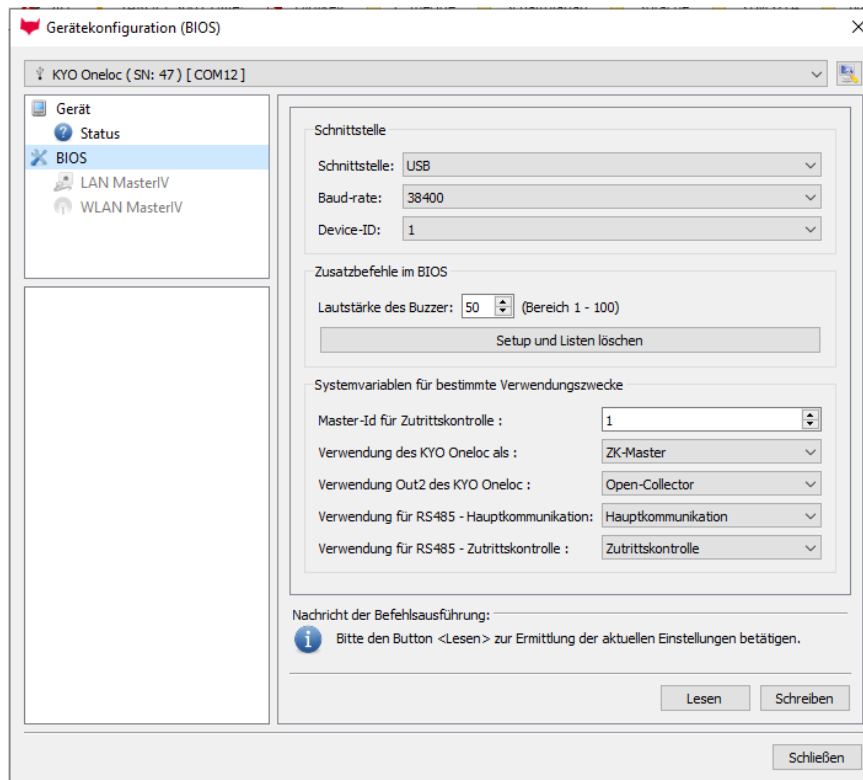 Gerätekonfiguration (BIOS)
KYO Oneloc ( SN: 47 ) [ COM12 ]
Gerät
Status
BIOS
LAN MasterIV
WLAN MasterIV
Schnittstelle
Schnittstelle: USB
Baud-rate: 38400
Device-ID: 1
Zusatzbefehle im BIOS
Lautstärke des Buzzer: 50 (Bereich 1 - 100)
Setup und Listen löschen
Systemvariablen für bestimmte Verwendungszwecke
Master-Id für Zutrittskontrolle : 1
Verwendung des KYO Oneloc als : ZK-Master
Verwendung Out2 des KYO Oneloc : Open-Collector
Verwendung für RS485 - Hauptkommunikation: Hauptkommunikation
Verwendung für RS485 - Zutrittskontrolle : Zutrittskontrolle
Nachricht der Befehlsausführung:
Bitte den Button <Lesen> zur Ermittlung der aktuellen Einstellungen betätigen.
Lesen Schreiben
Schließen